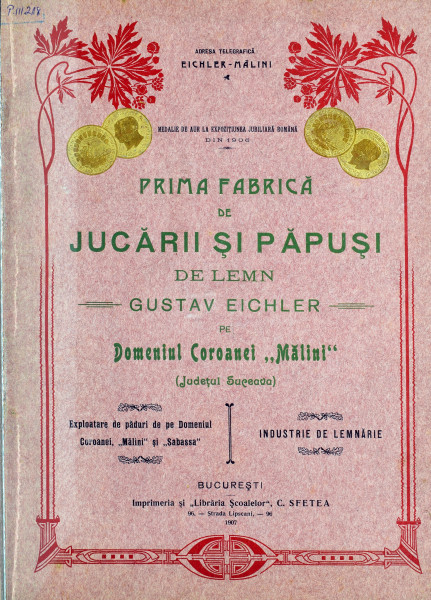 P.III218
ADRESA TELEGRAFICĂ
EICHLER-MĂLINI
MEDALIE DE AUR LA EXPOZIȚIUNEA JUBILIARĂ ROMÂNĂ
DIN 1906
PRIMA FABRICĂ
DE
JUCĂRII ȘI PĂPUȘI
DE LEMN
GUSTAV EICHLER
PE
Domeniul Coroanei „Mălini“
(Județul Suceava)
Exploatare de păduri de pe Domeniul
Coroanei, „Mălini“ și „Sabassa“
INDUSTRIE DE LEMNĂRIE
BUCUREȘTI
Imprimeria și „Librăria Școalelor“, C. SFETEA
96, — Strada Lipscani, — 96
1907